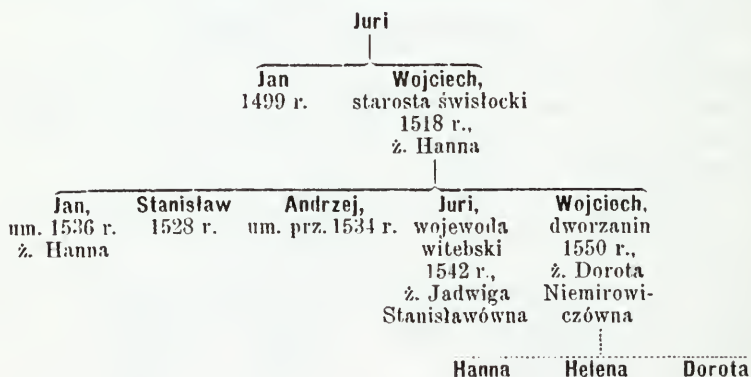 Juri
Jan
1499 r.
Wojciech,
starosta świsłocki
1518 r.,
ż. Hanna
Jan,
um. 1536 r.
ż. Hanna
Stanisław
1528 r.
Andrzej,
um. prz. 1534 r.
Juri,
wojewoda
witebski
1542 r.,
ż. Jadwiga
Stanisławówna
Wojciech,
dworzanin
1550 r.,
ż. Dorota
Niemirowi-
czówna
Hanna Helena Dorota